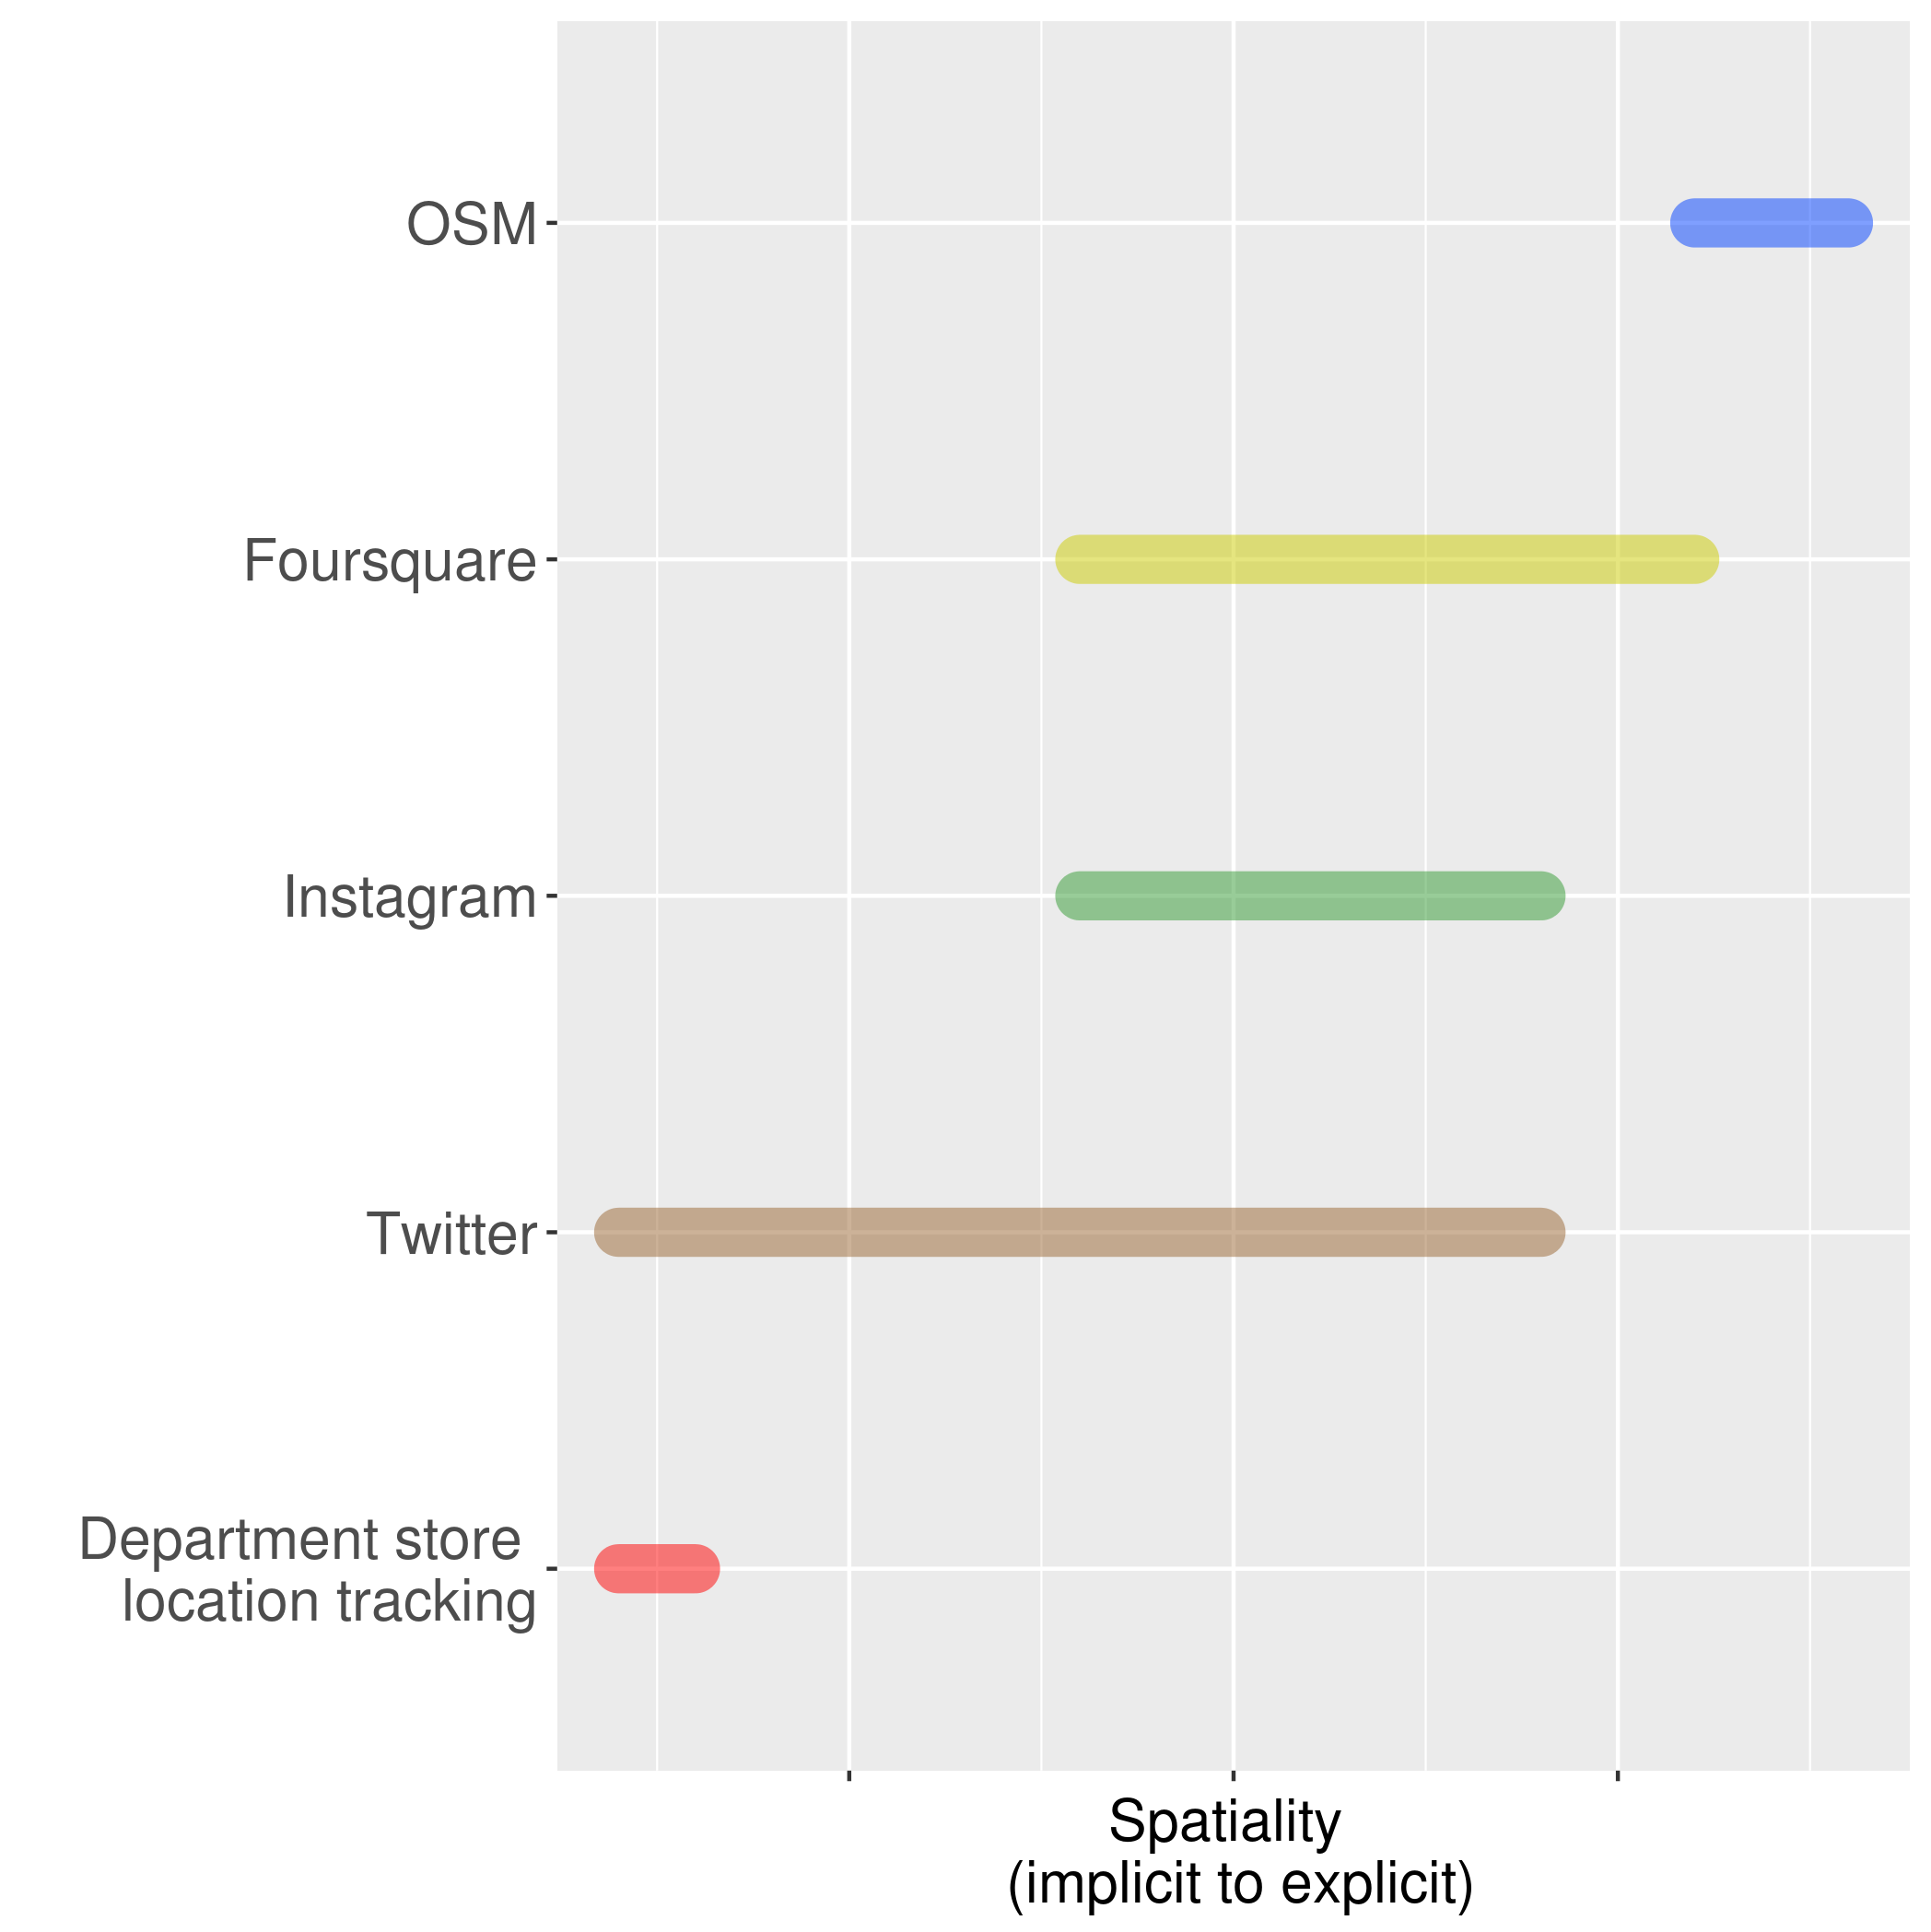 OSM
Foursquare
Instagram
Twitter
Department store
location tracking
Spatiality
(implicit to explicit)